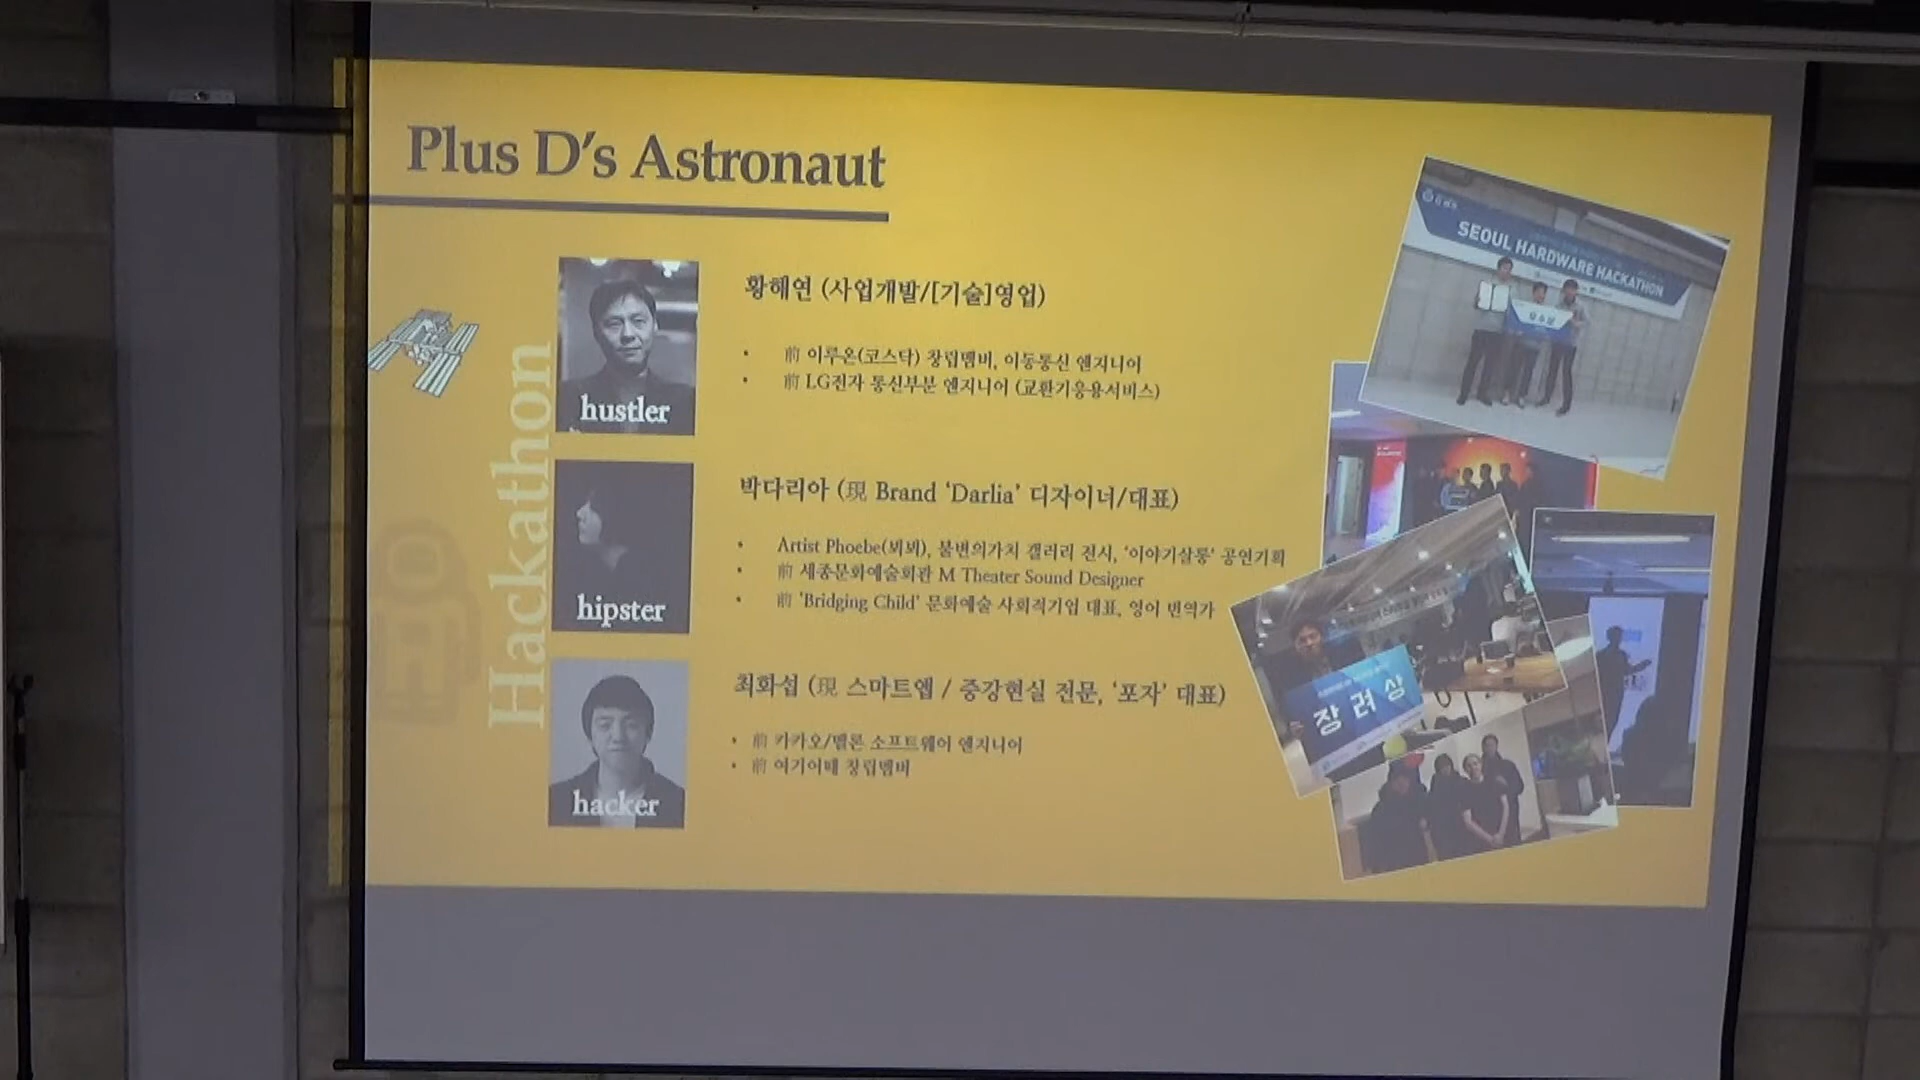 Plus D's Astronaut
Hackathon
hustler
황해연 (사업개발/[기술]영업)
• 前 이루온(코스닥) 창립멤버, 이동통신 엔지니어
• 前 LG전자 통신부분 엔지니어 (교환기응용서비스)
hipster
박다리아 (現 Brand ‘Darlia’ 디자이너/대표)
• Artist Phoebe(뵈뵈), 불변의가치 갤러리 전시, ‘이야기살롱’ 공연기획
• 前 세종문화예술회관 M Theater Sound Designer
• 前 'Bridging Child' 문화예술 사회적기업 대표, 영어 번역가
hacker
최화섭 (現 스마트앱 / 증강현실 전문, ‘포자’ 대표)
• 前 카카오/멜론 소프트웨어 엔지니어
• 前 여기어때 창립멤버
SEOUL HARDWARE HACKATHON
장려상